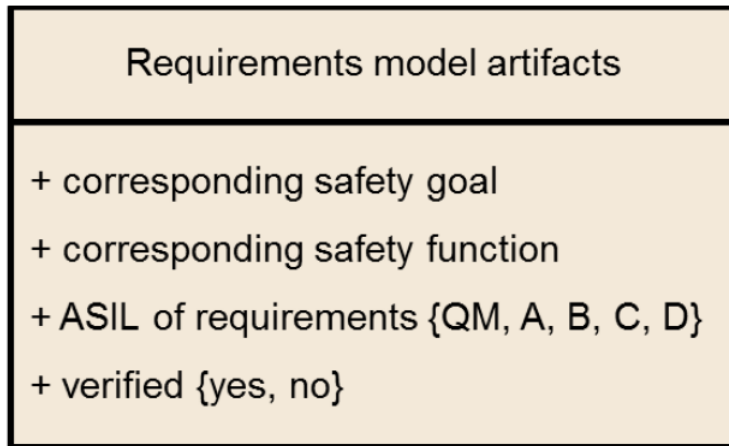 Requirements model artifacts
+ corresponding safety goal
+ corresponding safety function
+ ASIL of requirements {QM, A, B, C, D}
+ verified {yes, no}